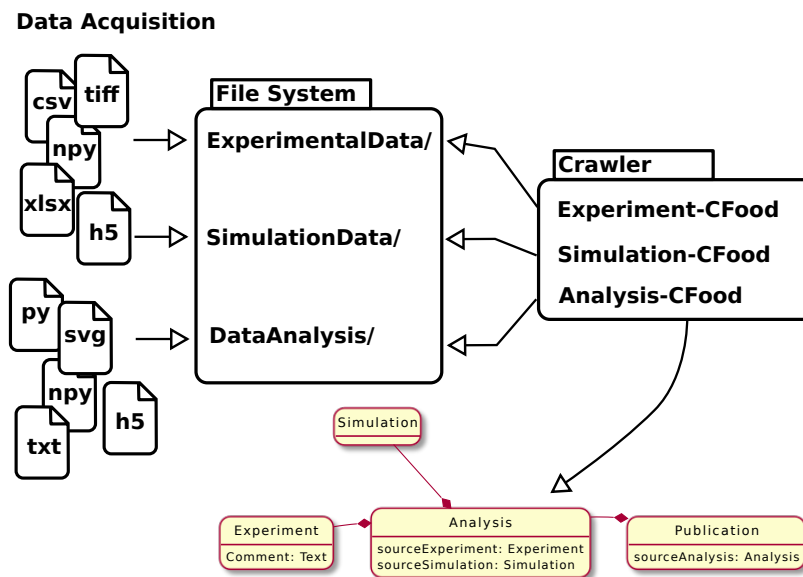 Data Acquisition
csv
tiff
npy
xlsx
h5
py
svg
npy
h5
txt
File System
ExperimentalData/
SimulationData/
DataAnalysis/
Crawler
Experiment-CFood
Simulation-CFood
Analysis-CFood
Simulation
Experiment
Comment: Text
Analysis
sourceExperiment: Experiment
sourceSimulation: Simulation
Publication
sourceAnalysis: Analysis